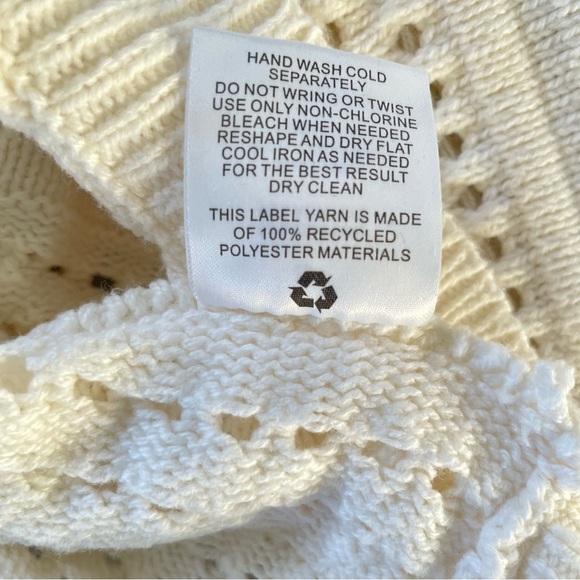 HAND WASH COLD
SEPARATELY
DO NOT WRING OR TWIST
USE ONLY NON-CHLORINE
BLEACH WHEN NEEDED
RESHAPE AND DRY FLAT
COOL IRON AS NEEDED
FOR THE BEST RESULT
DRY CLEAN
THIS LABEL YARN IS MADE
OF 100% RECYCLED
POLYESTER MATERIALS